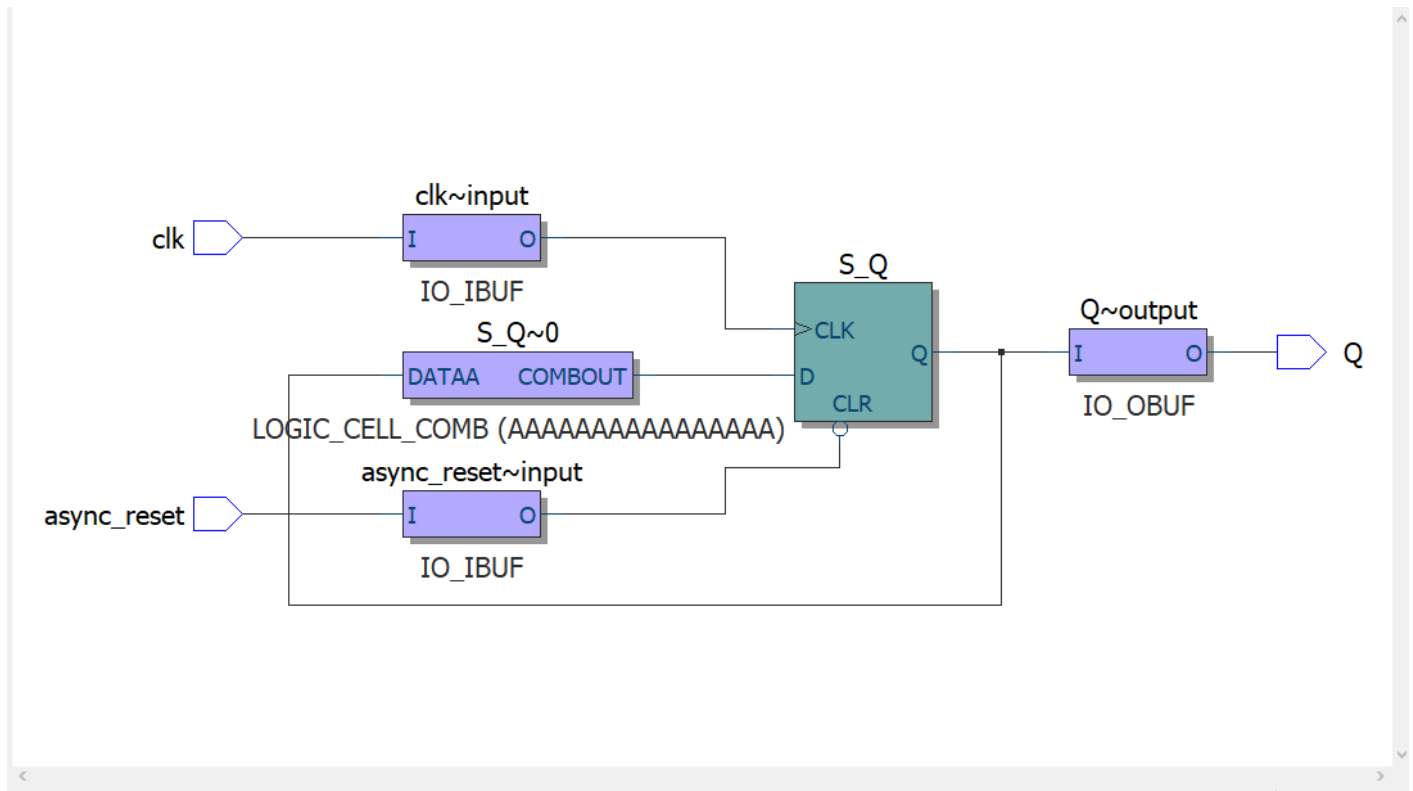 clk~input
clk
I
O
IO_IBUF
S_Q~0
DATAA COMBOUT
LOGIC_CELL_COMB (AAAAAAAAAAAAAAAA)
async_reset~input
async_reset
I
O
IO_IBUF
S_Q
CLK
D
Q
CLR
Q~output
I
O
IO_OBUF
Q